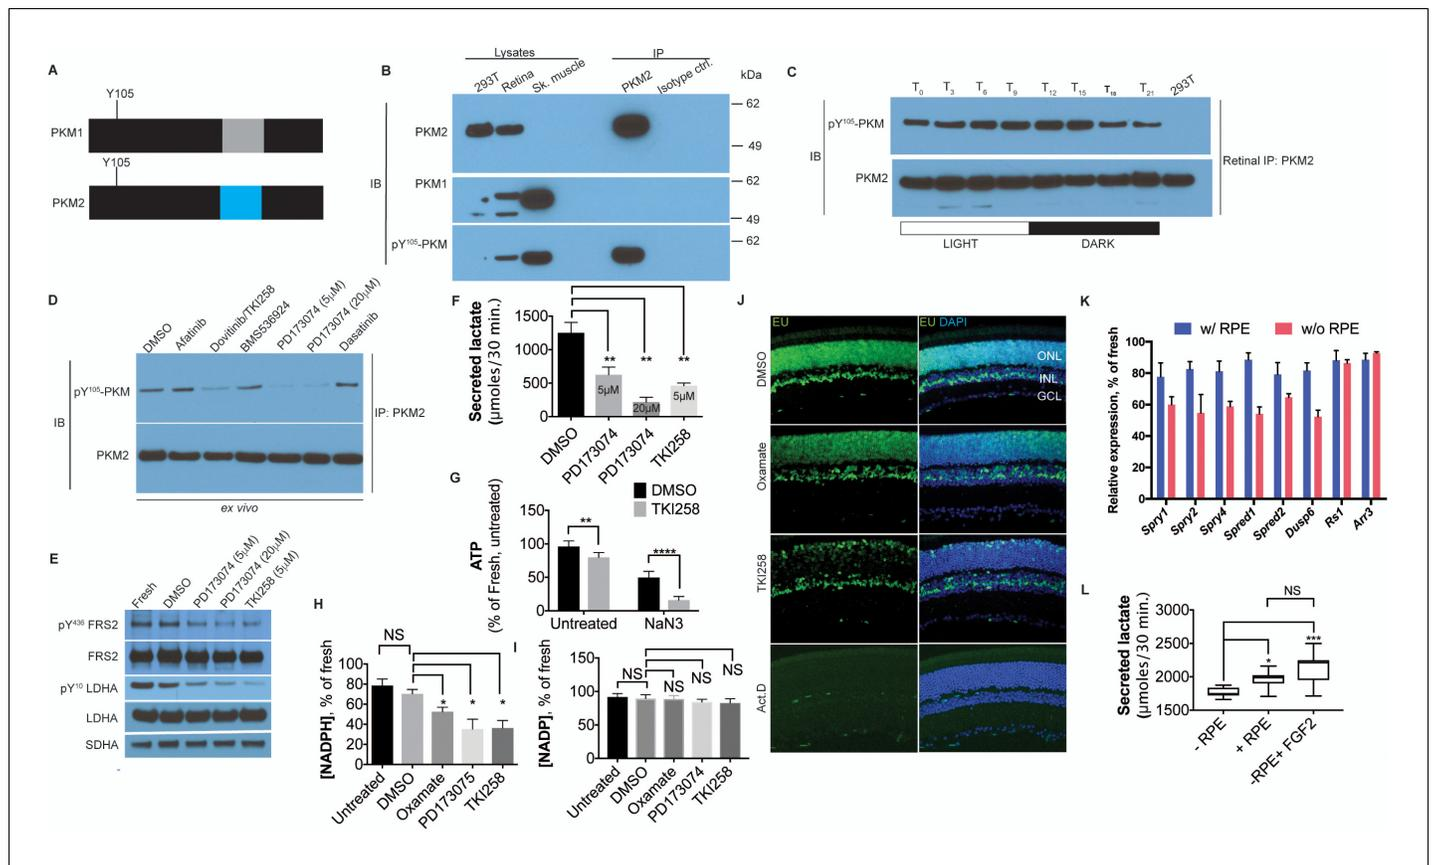 A
Y105
PKM1
Y105
PKM2
B
Lysates
IP
293T
Retina
Sk. muscle
PKM2
Isotype ctrl.
kDa
IB
PKM2
62
49
PKM1
62
49
pY105-PKM
62
C
T0 T3 T6 T9 T12 T15 T18 T21 293T
IB
pY105-PKM
PKM2
Retinal IP: PKM2
LIGHT DARK
D
DMSO
Afatinib
Dovitinib/TKI258
BMS536924
PD173074 (5µM)
PD173074 (20µM)
Dasatinib
IB
pY105-PKM
PKM2
IP: PKM2
ex vivo
E
Fresh
DMSO
PD173074 (5µM)
PD173074 (20µM)
TKI258 (5µM)
pY436 FRS2
FRS2
pY10 LDHA
LDHA
SDHA
F
Secreted lactate
(µmoles/30 min.)
1500
1000
500
0
** ** **
5µM
20µM
5µM
DMSO
PD173074
PD173074
TKI258
G
DMSO
TKI258
ATP
(% of Fresh, untreated)
150
100
50
0
**
****
Untreated NaN3
H
[NADPH], % of fresh
100
80
60
40
20
0
NS
* * *
Untreated
DMSO
Oxamate
PD173075
TKI258
I
[NADP], % of fresh
150
100
50
0
NS NS NS NS
Untreated
DMSO
Oxamate
PD173074
TKI258
J
EU
EU DAPI
DMSO
ONL
INL
GCL
Oxamate
TKI258
Act.D
K
w/ RPE w/o RPE
Relative expression, % of fresh
100
80
60
40
20
0
Spry1
Spry2
Spry4
Spred1
Spred2
Dusp6
Rs1
Arr3
L
Secreted lactate
(µmoles/30 min.)
3000
2500
2000
1500
NS
*
***
- RPE
+ RPE
-RPE+ FGF2